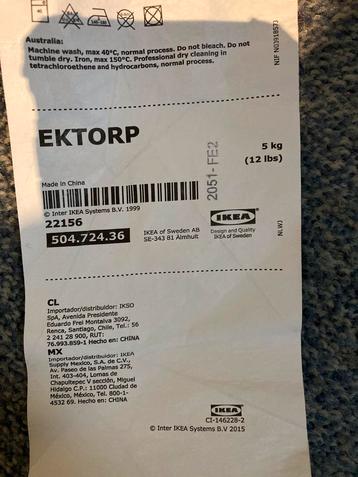 Australia:
Machine wash, max 40°C, normal process. Do not bleach. Do not
tumble dry. Iron, max 150°C. Professional dry cleaning in
tetrachloroethene and hydrocarbons, normal process.
EKTORP
5 kg
(12 lbs)
Made in China
© Inter IKEA Systems B.V. 1999
22156
504.724.36
IKEA of Sweden AB
SE-343 81 Älmhult
2051-FE2
IKEA
Design and Quality
IKEA of Sweden
NLWJ
CL
Importador/distribuidor: IKSO
SpA, Avenida Presidente
Eduardo Frei Montalva 3092,
Renca, Santiago, Chile, Tel.: 56
2 241 28 900, RUT:
76.993.859-1 Hecho en: CHINA
MX
Importador/distribuidor: IKEA
Supply Mexico, S.A. de C.V.,
Av. Paseo de las Palmas 275,
Int. 403-404, Lomas de
Chapultepec V sección, Miguel
Hidalgo C.P.: 11000 Ciudad de
México, México, Tel. 800-1-
4532 69. Hecho en: CHINA
IKEA
CI-146228-2
© Inter IKEA Systems B.V 2015